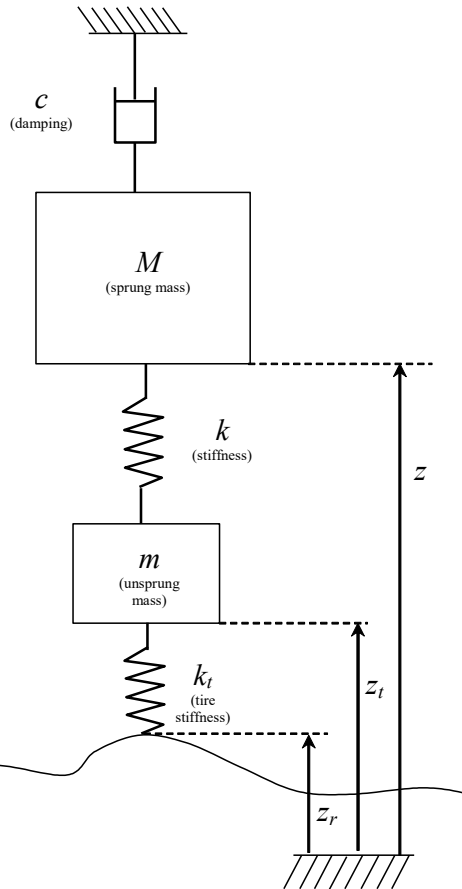 c
(damping)
M
(sprung mass)
k
(stiffness)
z
m
(unsprung
mass)
k_t
(tire
stiffness)
z_t
z_r